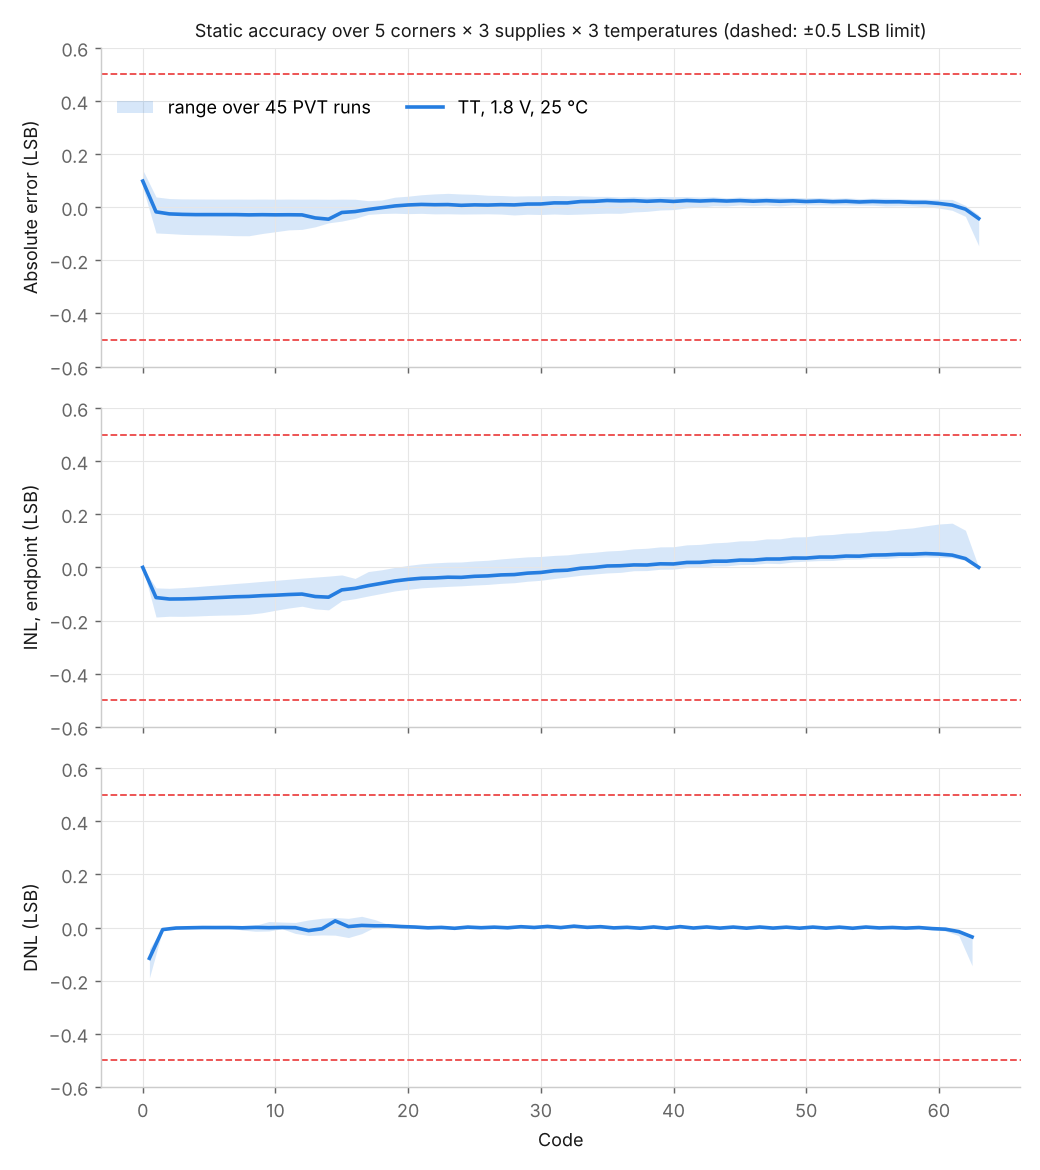 Static accuracy over 5 corners × 3 supplies × 3 temperatures (dashed: ±0.5 LSB limit)
0.6
0.4
0.2
0.0
−0.2
−0.4
−0.6
Absolute error (LSB)
range over 45 PVT runs
TT, 1.8 V, 25 °C
0.6
0.4
0.2
0.0
−0.2
−0.4
−0.6
INL, endpoint (LSB)
0.6
0.4
0.2
0.0
−0.2
−0.4
−0.6
DNL (LSB)
0 10 20 30 40 50 60
Code